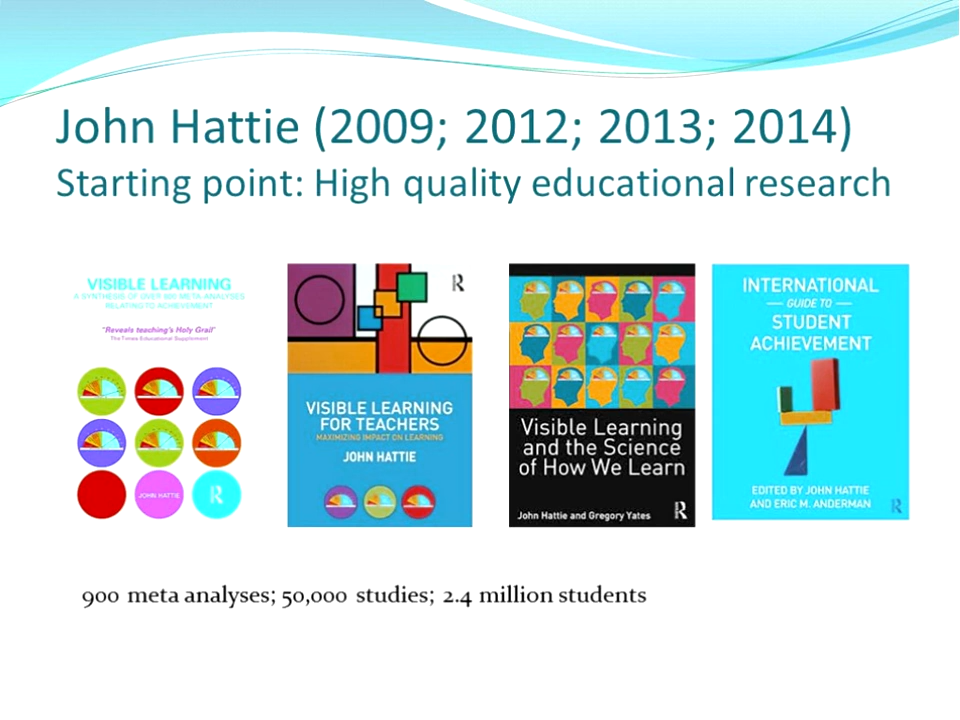 John Hattie (2009; 2012; 2013; 2014)
Starting point: High quality educational research
VISIBLE LEARNING
A SYNTHESIS OF OVER 800 META-ANALYSES
RELATING TO ACHIEVEMENT
"Reveals teaching's Holy Grail"
The Times Educational Supplement
JOHN HATTIE
R
R
VISIBLE LEARNING
FOR TEACHERS
MAXIMIZING IMPACT ON LEARNING
JOHN HATTIE
Visible Learning
and the Science
of How We Learn
John Hattie and Gregory Yates
R
INTERNATIONAL
GUIDE TO
STUDENT
ACHIEVEMENT
EDITED BY JOHN HATTIE
AND ERIC M. ANDERMAN
R
900 meta analyses; 50,000 studies; 2.4 million students